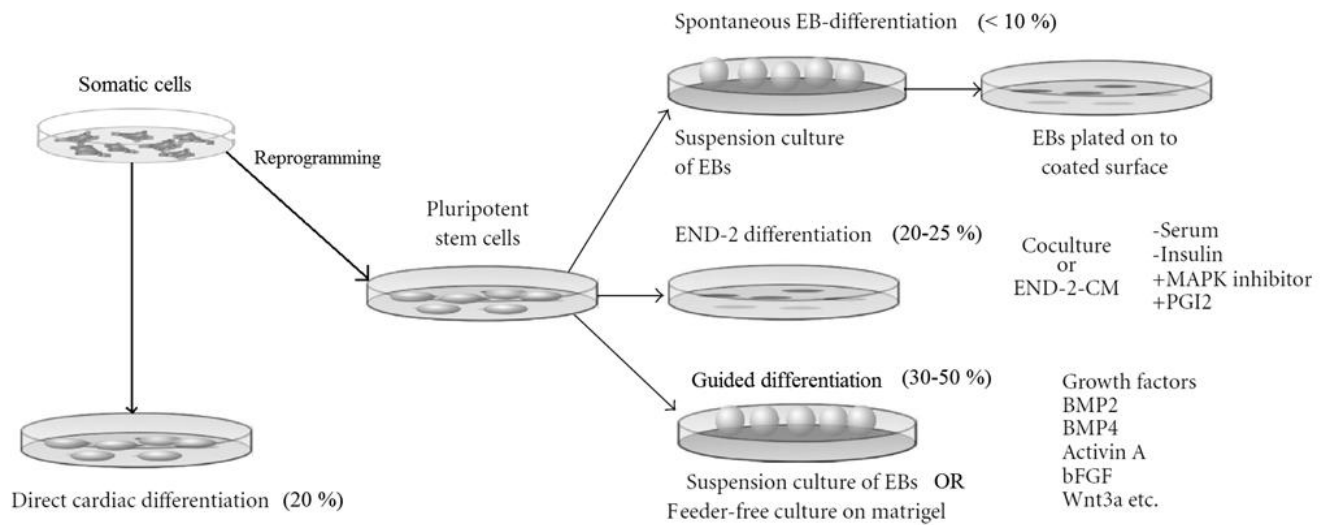 Spontaneous EB-differentiation (< 10 %)
Somatic cells
Reprogramming
Suspension culture
of EBs
EBs plated on to
coated surface
Pluripotent
stem cells
END-2 differentiation (20-25 %)
Coculture
or
END-2-CM
-Serum
-Insulin
+MAPK inhibitor
+PGI2
Guided differentiation (30-50 %)
Suspension culture of EBs OR
Feeder-free culture on matrigel
Growth factors
BMP2
BMP4
Activin A
bFGF
Wnt3a etc.
Direct cardiac differentiation (20 %)